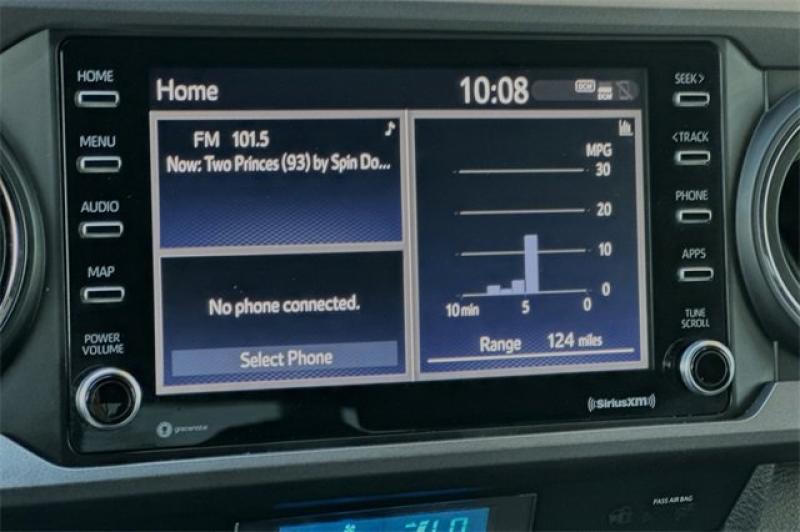 HOME
MENU
AUDIO
MAP
POWER
VOLUME
Home
10:08
DCM
DCM
FM 101.5
Now: Two Princes (93) by Spin Do...
No phone connected.
Select Phone
MPG
30
20
10
0
10 min 5 0
Range 124 miles
SEEK>
<TRACK
PHONE
APPS
TUNE
SCROLL
gracenote
SiriusXM
PASS AIR BAG